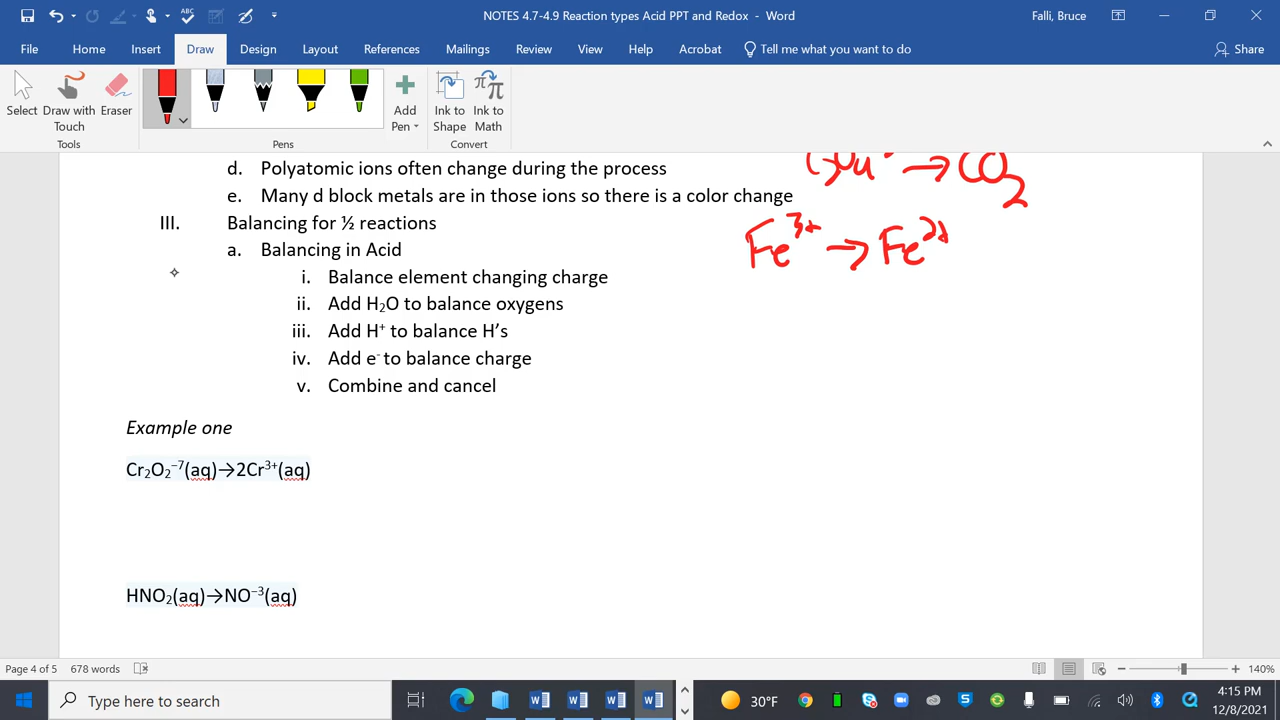 NOTES 4.7-4.9 Reaction types Acid PPT and Redox - Word
Falli, Bruce
File Home Insert Draw Design Layout References Mailings Review View Help Acrobat Tell me what you want to do Share
Select Draw with Touch Eraser Add Pen Ink to Shape Ink to Math
Tools Pens Convert
d. Polyatomic ions often change during the process
→ CO2
e. Many d block metals are in those ions so there is a color change
III. Balancing for ½ reactions
Fe3+ → Fe2+
a. Balancing in Acid
i. Balance element changing charge
ii. Add H₂O to balance oxygens
iii. Add H⁺ to balance H’s
iv. Add e⁻ to balance charge
v. Combine and cancel
Example one
Cr₂O₂⁻⁷(aq)→2Cr³⁺(aq)
HNO₂(aq)→NO⁻³(aq)
Page 4 of 5 678 words 140%
Type here to search 30°F 4:15 PM
12/8/2021